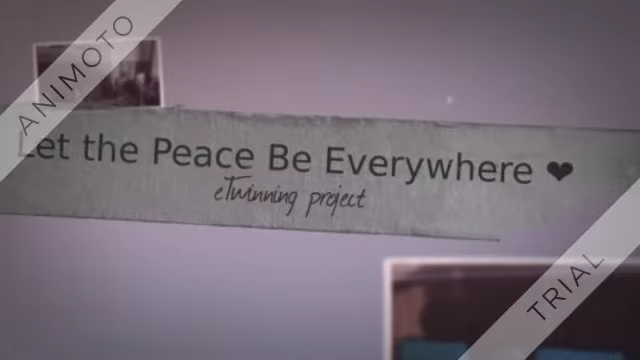 ANIMOTO
Let the Peace Be Everywhere ❤
eTwinning project
TRIAL